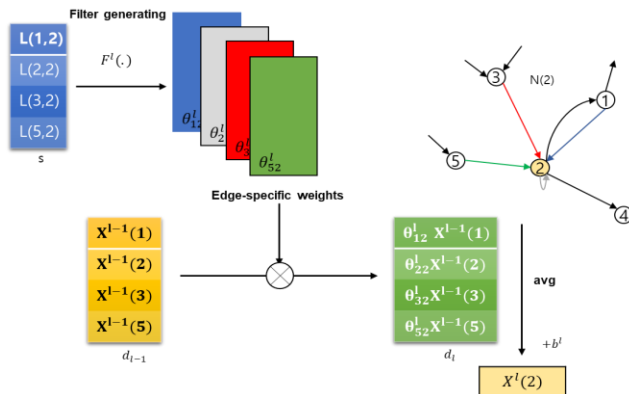 Filter generating
L(1,2)
L(2,2)
L(3,2)
L(5,2)
s
F^l(.)
θ^l_12
θ^l_2
θ^l_3
θ^l_52
Edge-specific weights
N(2)
3
1
5
2
4
X^{l−1}(1)
X^{l−1}(2)
X^{l−1}(3)
X^{l−1}(5)
d_{l−1}
θ^l_12 X^{l−1}(1)
θ^l_22 X^{l−1}(2)
θ^l_32 X^{l−1}(3)
θ^l_52 X^{l−1}(5)
d_l
avg
+b^l
X^l(2)